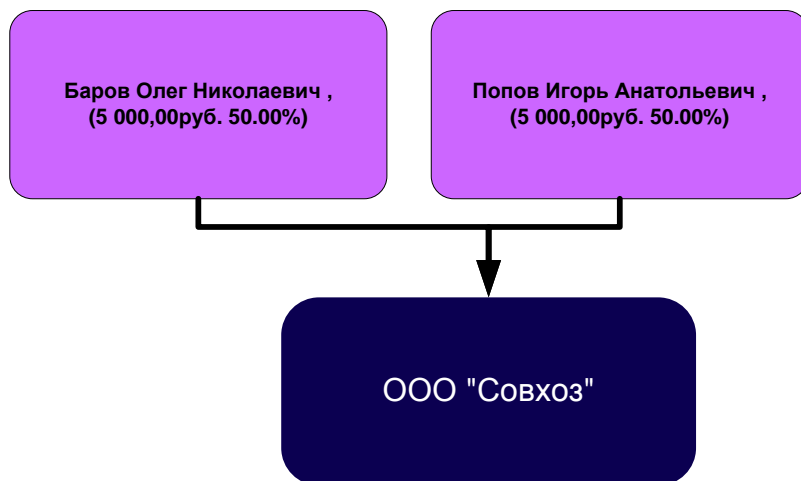 Баров Олег Николаевич ,
(5 000,00руб. 50.00%)
Попов Игорь Анатольевич ,
(5 000,00руб. 50.00%)
ООО "Совхоз"